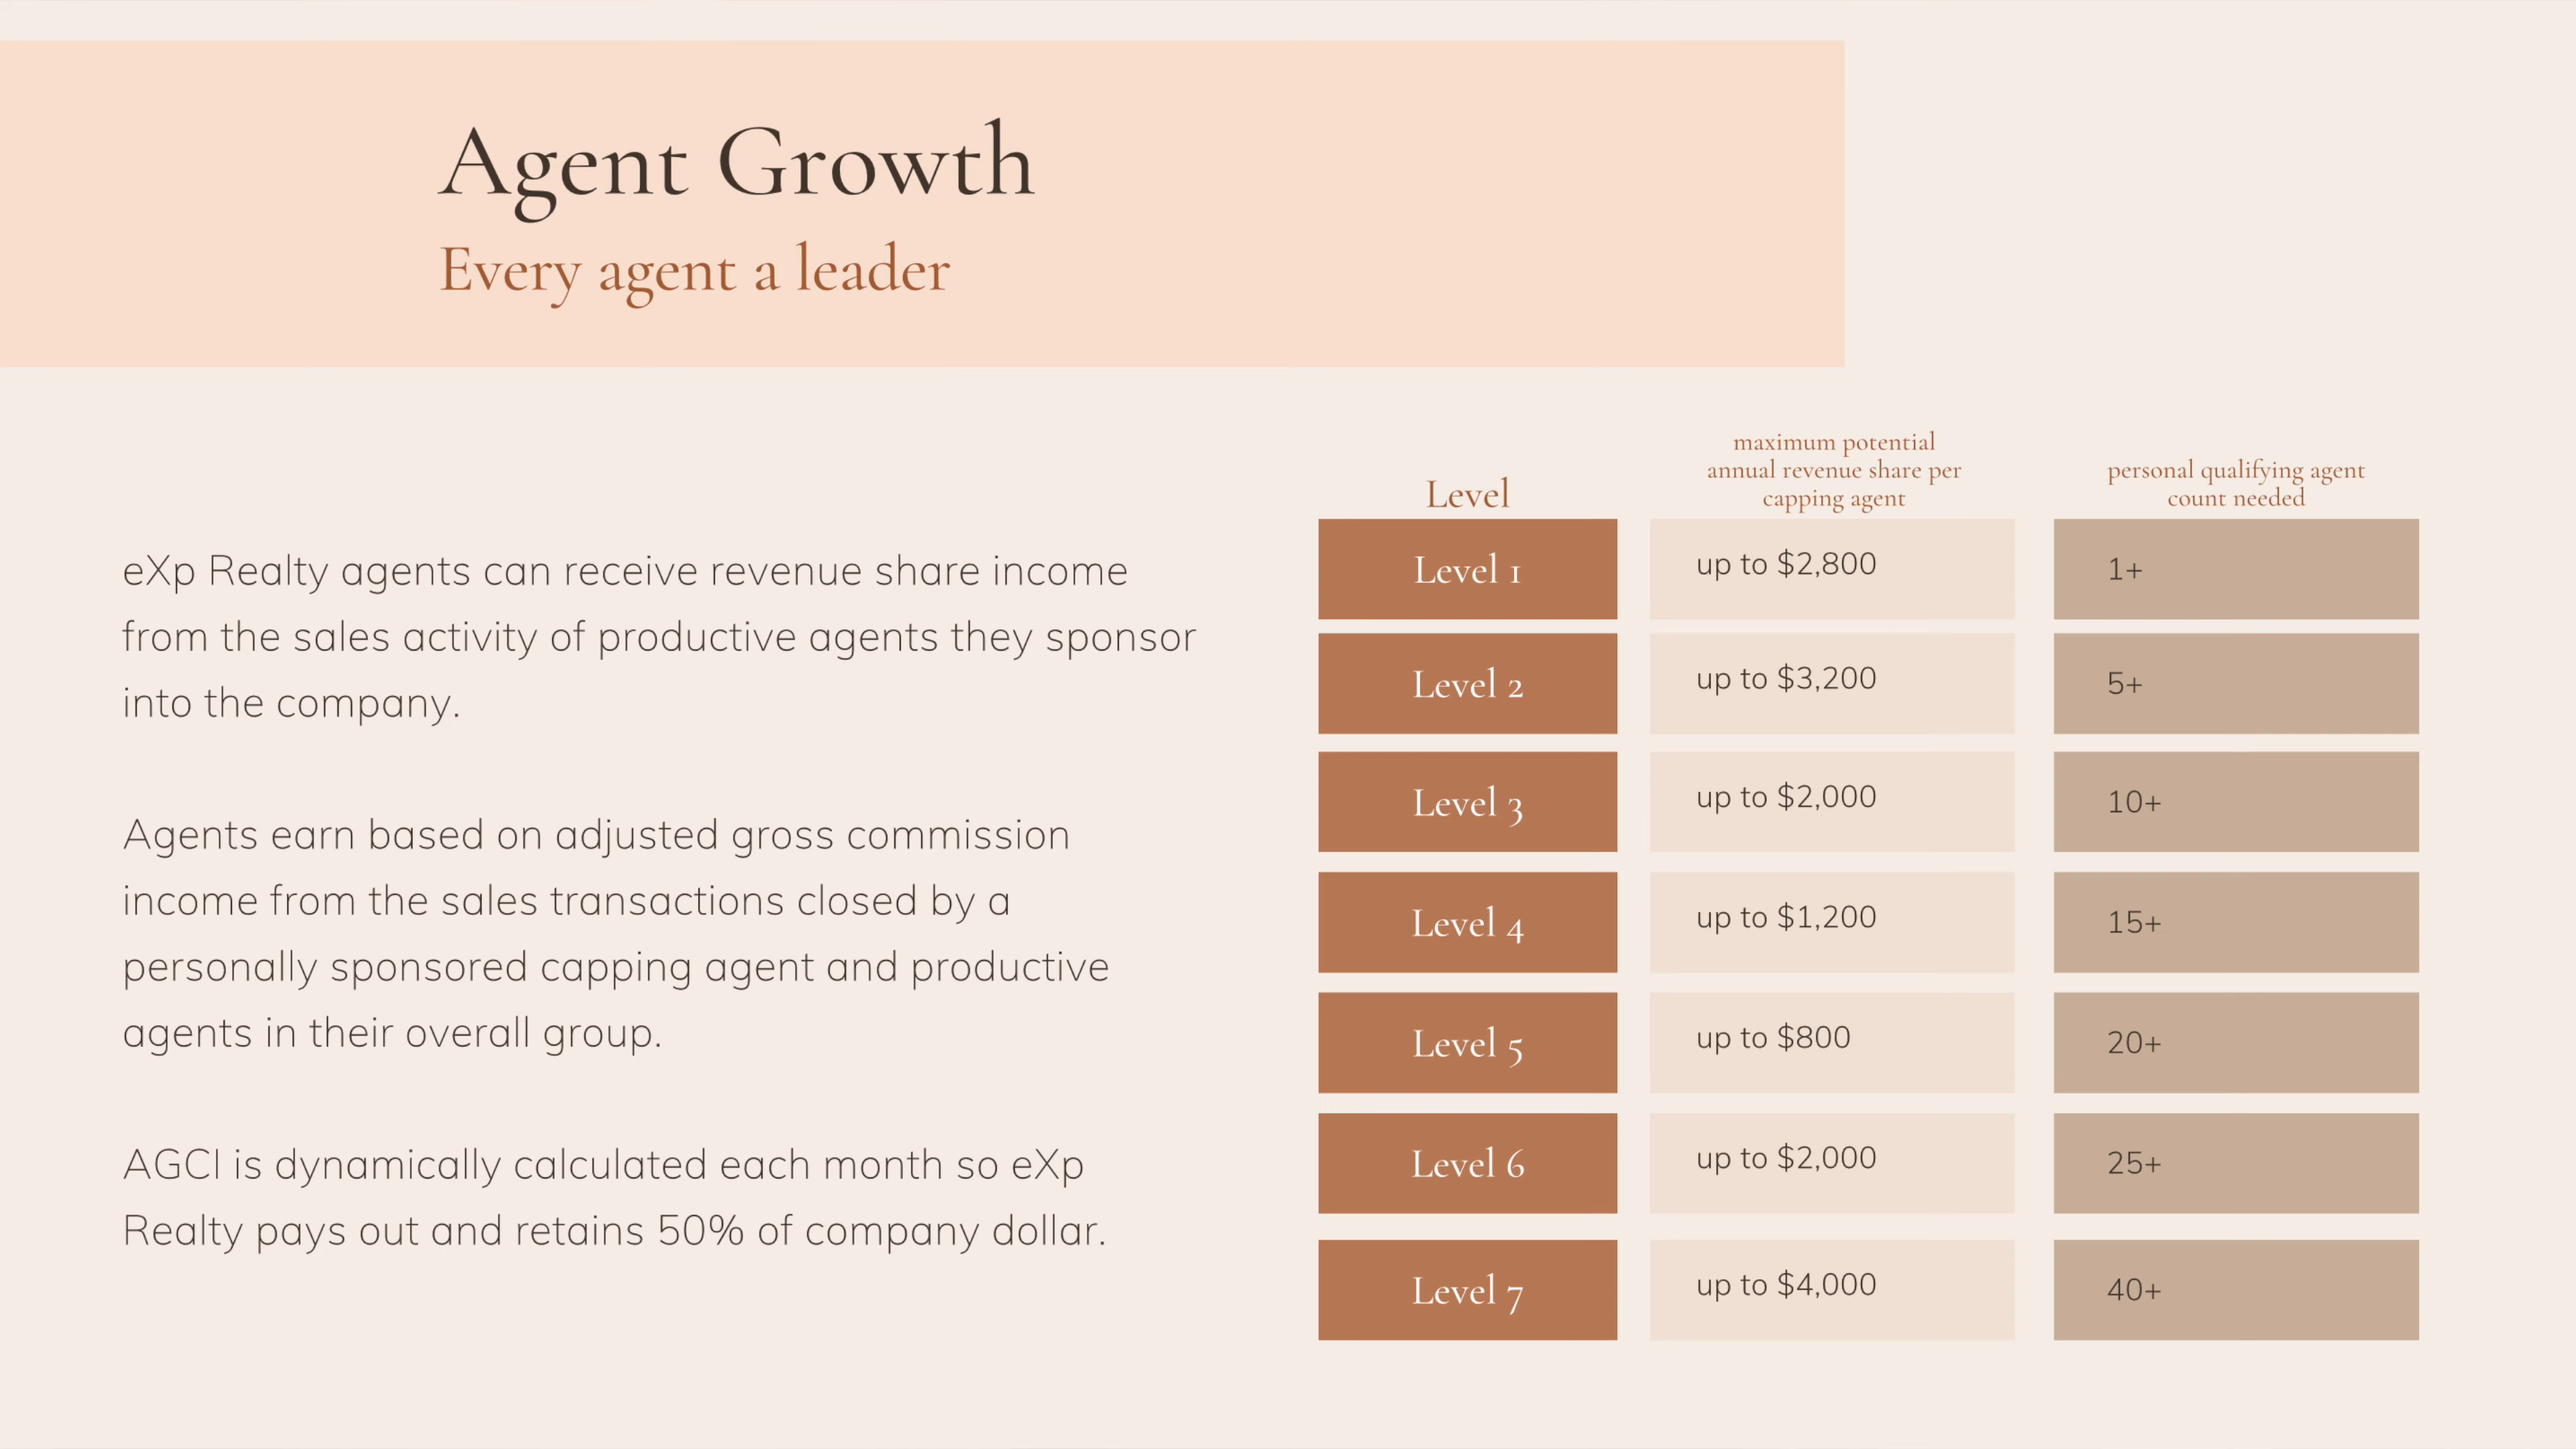 Agent Growth
Every agent a leader
eXp Realty agents can receive revenue share income
from the sales activity of productive agents they sponsor
into the company.
Agents earn based on adjusted gross commission
income from the sales transactions closed by a
personally sponsored capping agent and productive
agents in their overall group.
AGCI is dynamically calculated each month so eXp
Realty pays out and retains 50% of company dollar.
Level
maximum potential
annual revenue share per
capping agent
personal qualifying agent
count needed
Level 1 up to $2,800 1+
Level 2 up to $3,200 5+
Level 3 up to $2,000 10+
Level 4 up to $1,200 15+
Level 5 up to $800 20+
Level 6 up to $2,000 25+
Level 7 up to $4,000 40+